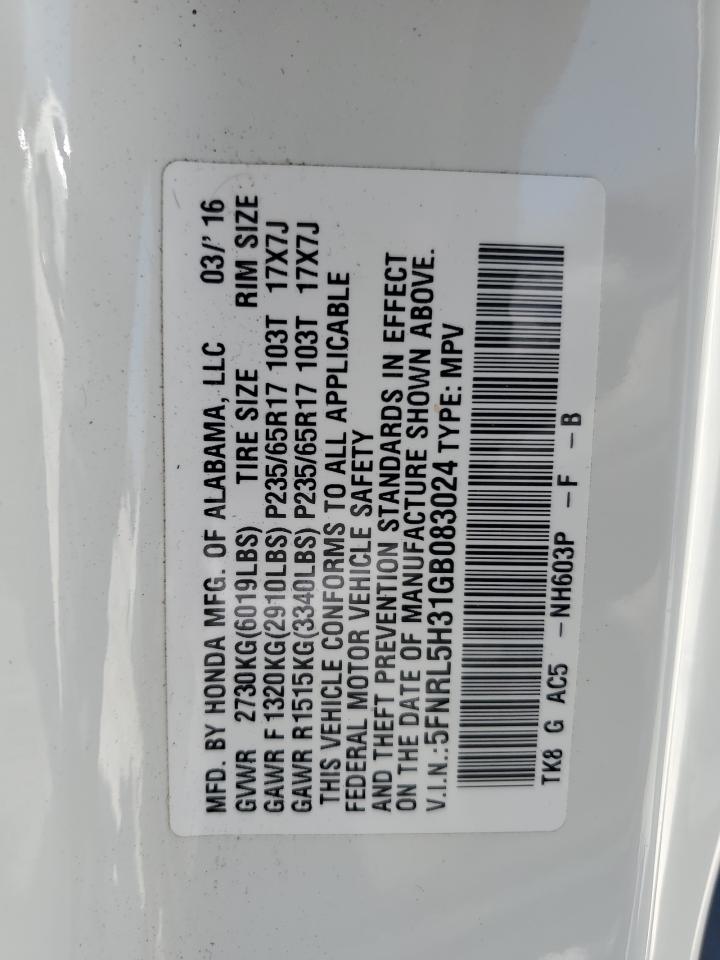 MFD. BY HONDA MFG. OF ALABAMA, LLC 03/' 16
GVWR 2730KG(6019LBS) TIRE SIZE RIM SIZE
GAWR F 1320KG(2910LBS) P235/65R17 103T 17X7J
GAWR R 1515KG(3340LBS) P235/65R17 103T 17X7J
THIS VEHICLE CONFORMS TO ALL APPLICABLE
FEDERAL MOTOR VEHICLE SAFETY
AND THEFT PREVENTION STANDARDS IN EFFECT
ON THE DATE OF MANUFACTURE SHOWN ABOVE.
V.I.N.:5FNRL5H31GB083024 TYPE: MPV
TK8 G AC5 -NH603P -F -B